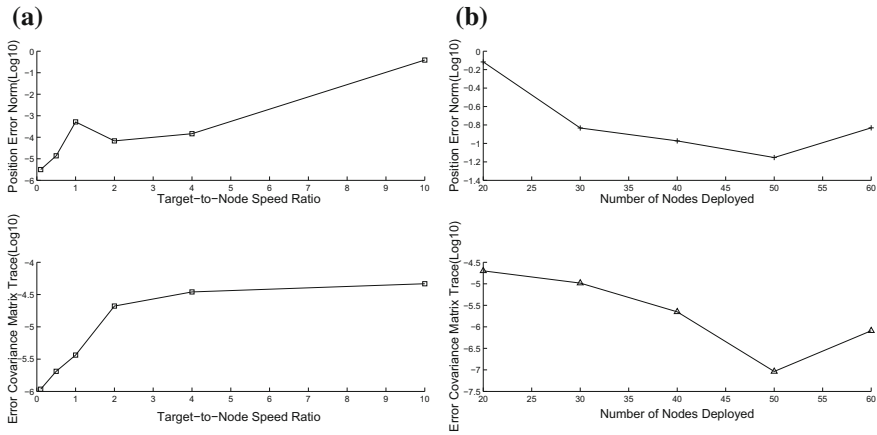 (a)
Position Error Norm(Log10)
0
−1
−2
−3
−4
−5
−6
0 1 2 3 4 5 6 7 8 9 10
Target−to−Node Speed Ratio
Error Covariance Matrix Trace(Log10)
−4
−4.5
−5
−5.5
−6
0 1 2 3 4 5 6 7 8 9 10
Target−to−Node Speed Ratio
(b)
Position Error Norm(Log10)
0
−0.2
−0.4
−0.6
−0.8
−1
−1.2
−1.4
20 25 30 35 40 45 50 55 60
Number of Nodes Deployed
Error Covariance Matrix Trace(Log10)
−4.5
−5
−5.5
−6
−6.5
−7
−7.5
20 25 30 35 40 45 50 55 60
Number of Nodes Deployed